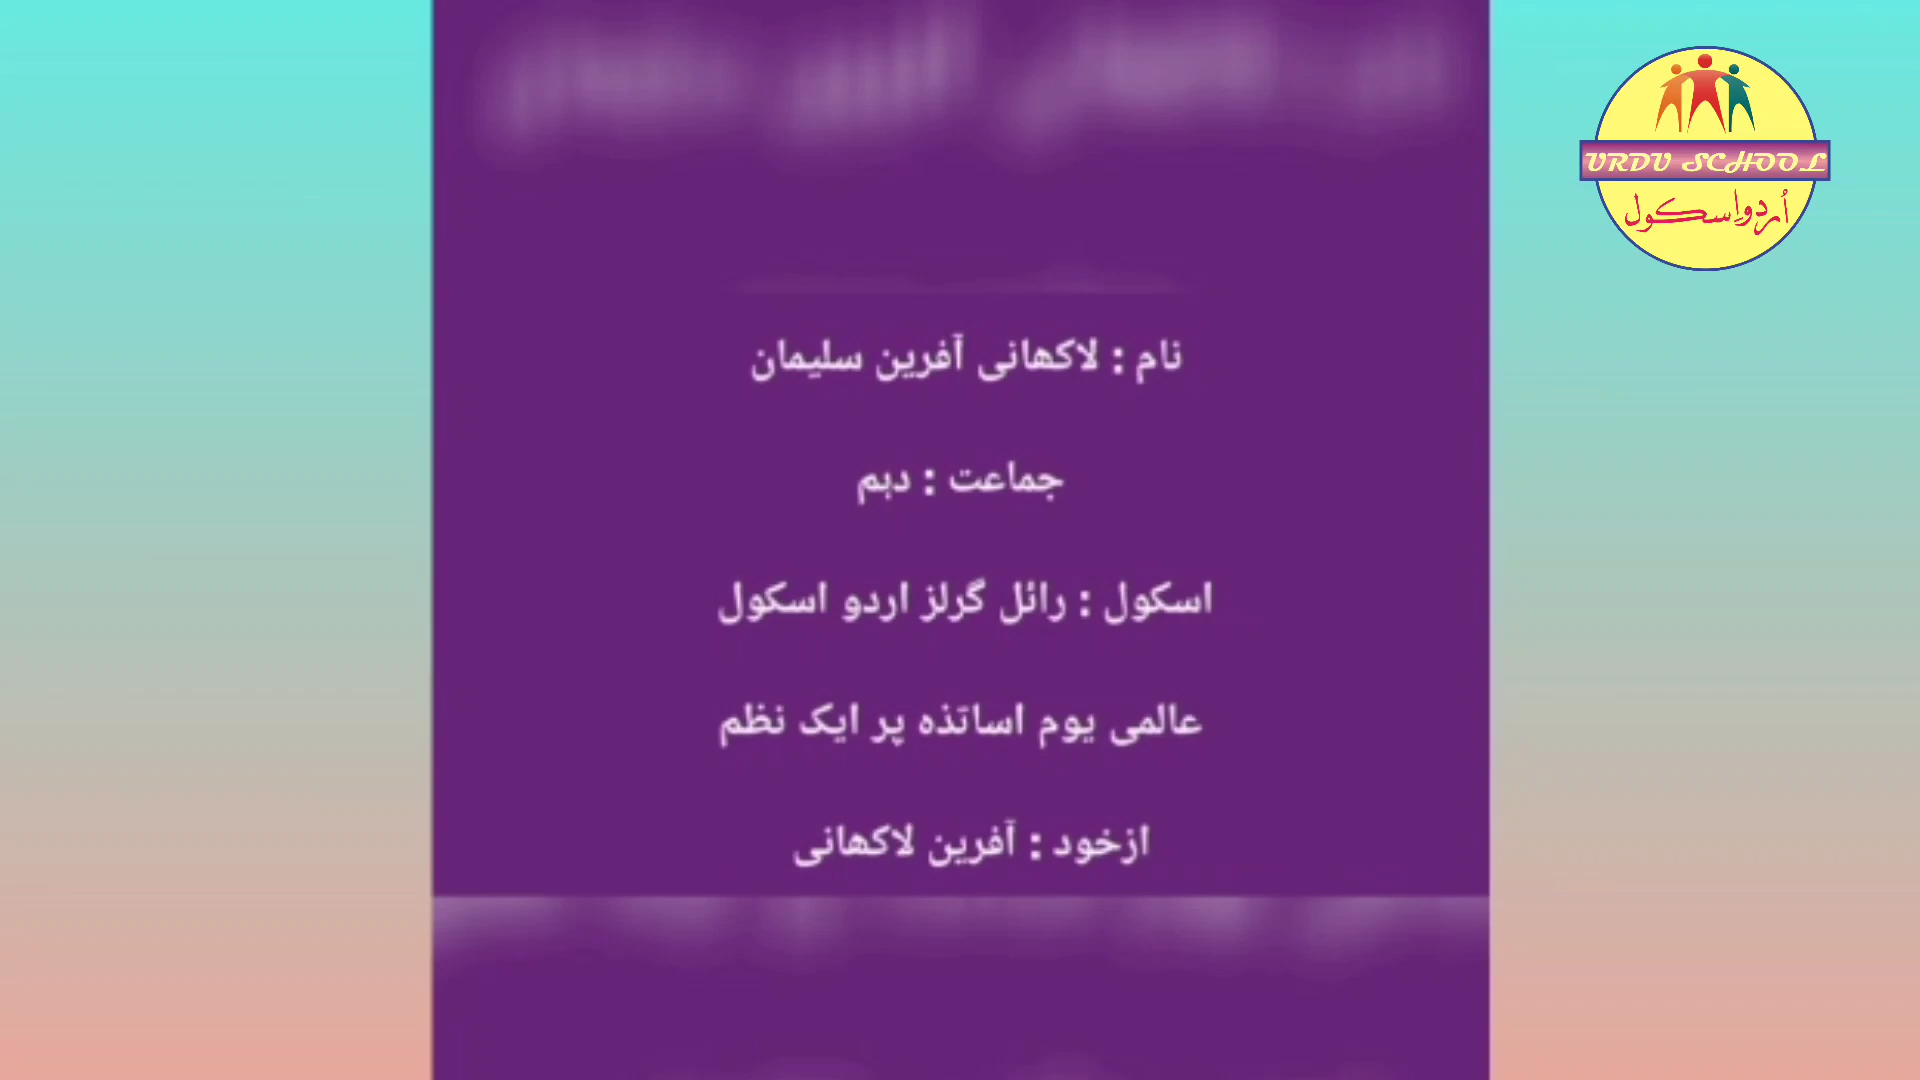 URDU SCHOOL
اُردو اِسکول
نام : لاکھانی آفرین سلیمان
جماعت : دہم
اسکول : رائل گرلز اردو اسکول
عالمی یوم اساتذہ پر ایک نظم
ازخود : آفرین لاکھانی